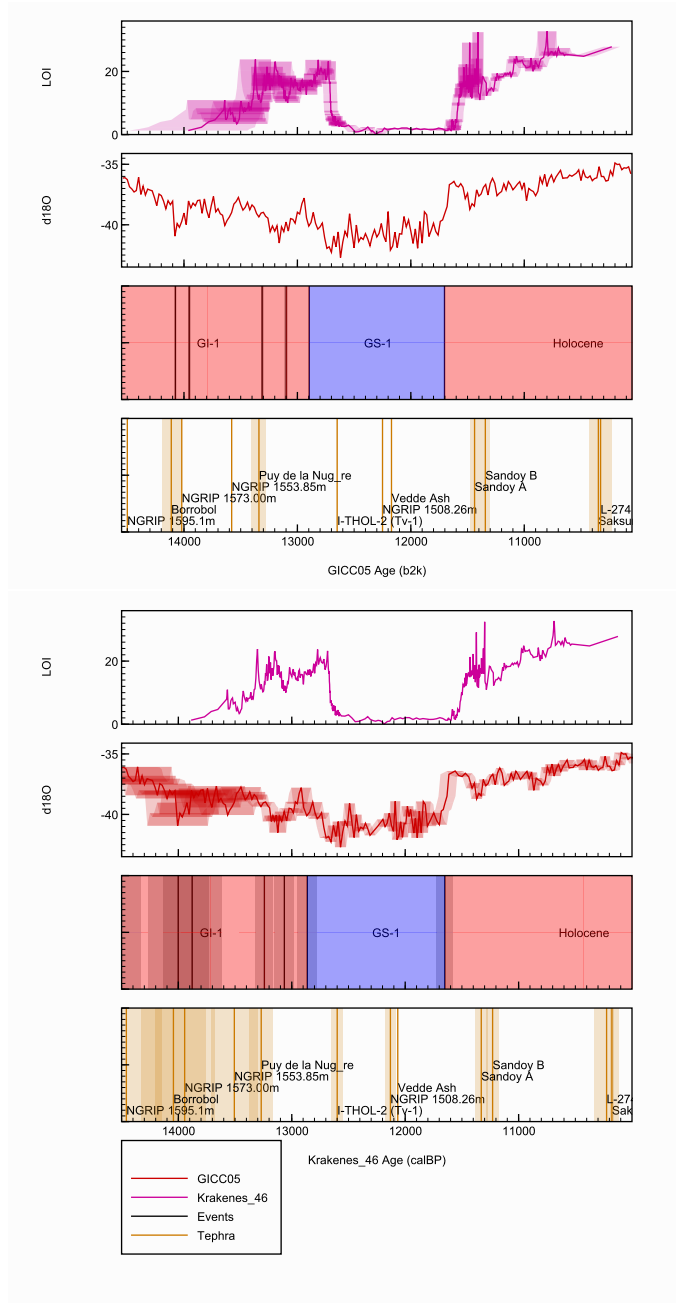 20
LOI
0
-35
d18O
-40
GI-1
GS-1
Holocene
Puy de la Nug_re
Sandoy B
NGRIP 1553.85m
Sandoy A
NGRIP 1573.00m
Vedde Ash
Borrobol
NGRIP 1508.26m
L-274
NGRIP 1595.1m
I-THOL-2 (Tv-1)
Saksu
14000
13000
12000
11000
GICC05 Age (b2k)
20
LOI
0
-35
d18O
-40
GI-1
GS-1
Holocene
Puy de la Nug_re
Sandoy B
NGRIP 1553.85m
Sandoy A
NGRIP 1573.00m
Vedde Ash
Borrobol
NGRIP 1508.26m
L-274
NGRIP 1595.1m
I-THOL-2 (Tv-1)
Sak
14000
13000
12000
11000
Krakenes_46 Age (calBP)
GICC05
Krakenes_46
Events
Tephra